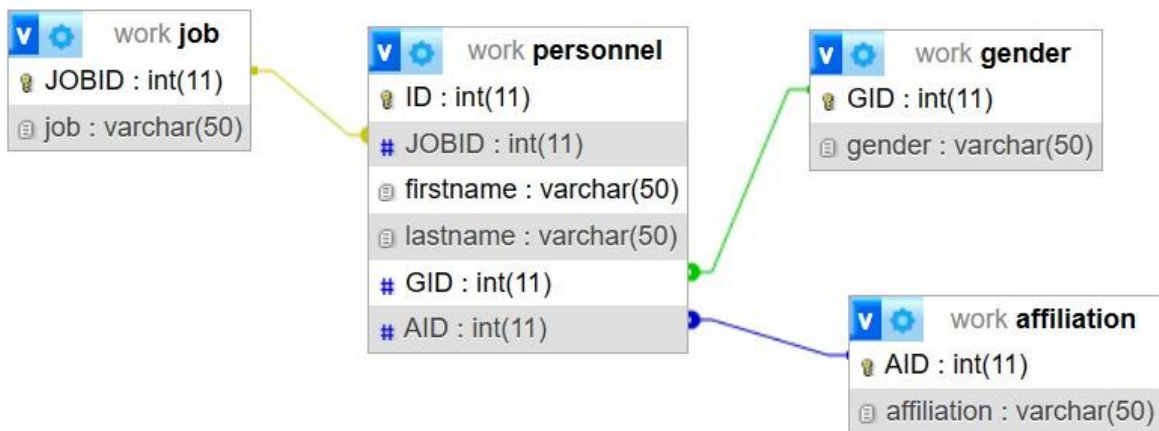 v work job
JOBID : int(11)
job : varchar(50)
v work personnel
ID : int(11)
# JOBID : int(11)
firstname : varchar(50)
lastname : varchar(50)
# GID : int(11)
# AID : int(11)
v work gender
GID : int(11)
gender : varchar(50)
v work affiliation
AID : int(11)
affiliation : varchar(50)